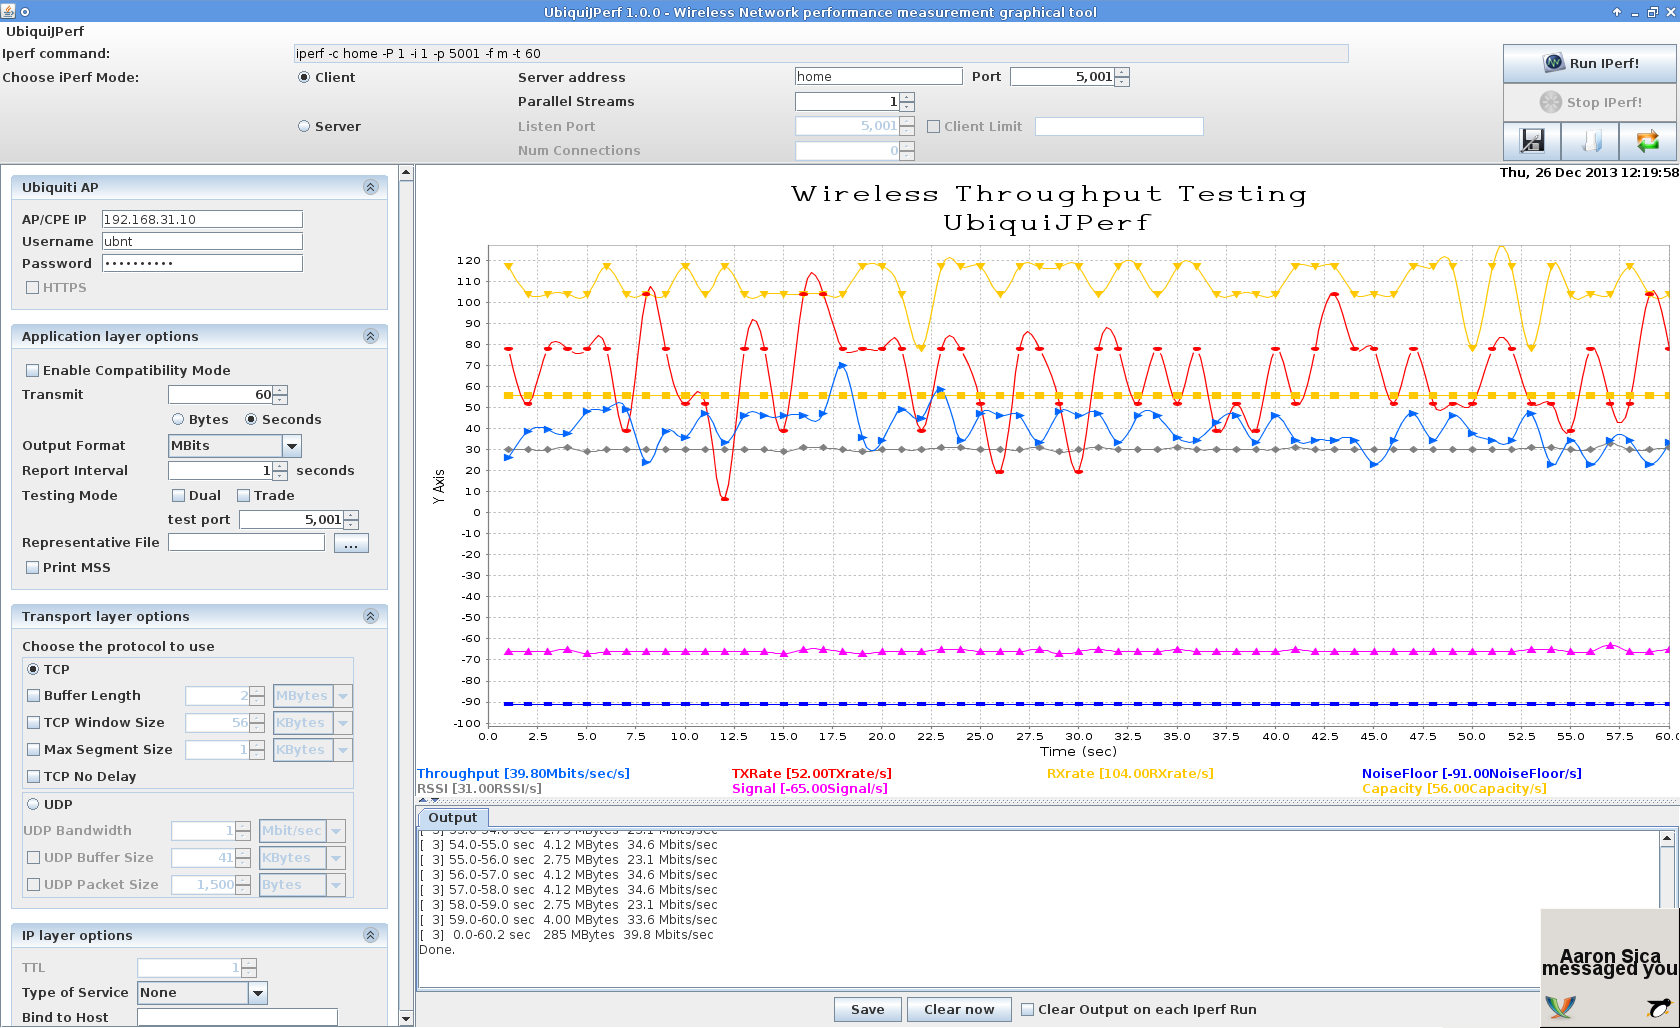 UbiquiJPerf 1.0.0 - Wireless Network performance measurement graphical tool
UbiquiJPerf
Iperf command:
iperf -c home -P 1 -i 1 -p 5001 -f m -t 60
Choose iPerf Mode:
Client
Server address
home
Port
5,001
Parallel Streams
1
Server
Listen Port
5,001
Client Limit
Num Connections
0
Run IPerf!
Stop IPerf!
Ubiquiti AP
AP/CPE IP
192.168.31.10
Username
ubnt
Password
••••••••••
HTTPS
Application layer options
Enable Compatibility Mode
Transmit
60
Bytes
Seconds
Output Format
MBits
Report Interval
1
seconds
Testing Mode
Dual
Trade
test port
5,001
Representative File
...
Print MSS
Transport layer options
Choose the protocol to use
TCP
Buffer Length
2
MBytes
TCP Window Size
56
KBytes
Max Segment Size
1
KBytes
TCP No Delay
UDP
UDP Bandwidth
1
Mbit/sec
UDP Buffer Size
41
KBytes
UDP Packet Size
1,500
Bytes
IP layer options
TTL
1
Type of Service
None
Bind to Host
Thu, 26 Dec 2013 12:19:58
Wireless Throughput Testing
UbiquiJPerf
Y Axis
120
110
100
90
80
70
60
50
40
30
20
10
0
-10
-20
-30
-40
-50
-60
-70
-80
-90
-100
0.0 2.5 5.0 7.5 10.0 12.5 15.0 17.5 20.0 22.5 25.0 27.5 30.0 32.5 35.0 37.5 40.0 42.5 45.0 47.5 50.0 52.5 55.0 57.5 60.0
Time (sec)
Throughput [39.80Mbits/sec/s] TXRate [52.00TXrate/s] RXrate [104.00RXrate/s] NoiseFloor [-91.00NoiseFloor/s]
RSSI [31.00RSSI/s] Signal [-65.00Signal/s] Capacity [56.00Capacity/s]
Output
[ 3] 53.0-54.0 sec 2.75 MBytes 23.1 Mbits/sec
[ 3] 54.0-55.0 sec 4.12 MBytes 34.6 Mbits/sec
[ 3] 55.0-56.0 sec 2.75 MBytes 23.1 Mbits/sec
[ 3] 56.0-57.0 sec 4.12 MBytes 34.6 Mbits/sec
[ 3] 57.0-58.0 sec 4.12 MBytes 34.6 Mbits/sec
[ 3] 58.0-59.0 sec 2.75 MBytes 23.1 Mbits/sec
[ 3] 59.0-60.0 sec 4.00 MBytes 33.6 Mbits/sec
[ 3] 0.0-60.2 sec 285 MBytes 39.8 Mbits/sec
Done.
Save
Clear now
Clear Output on each Iperf Run
Aaron Sica
messaged you